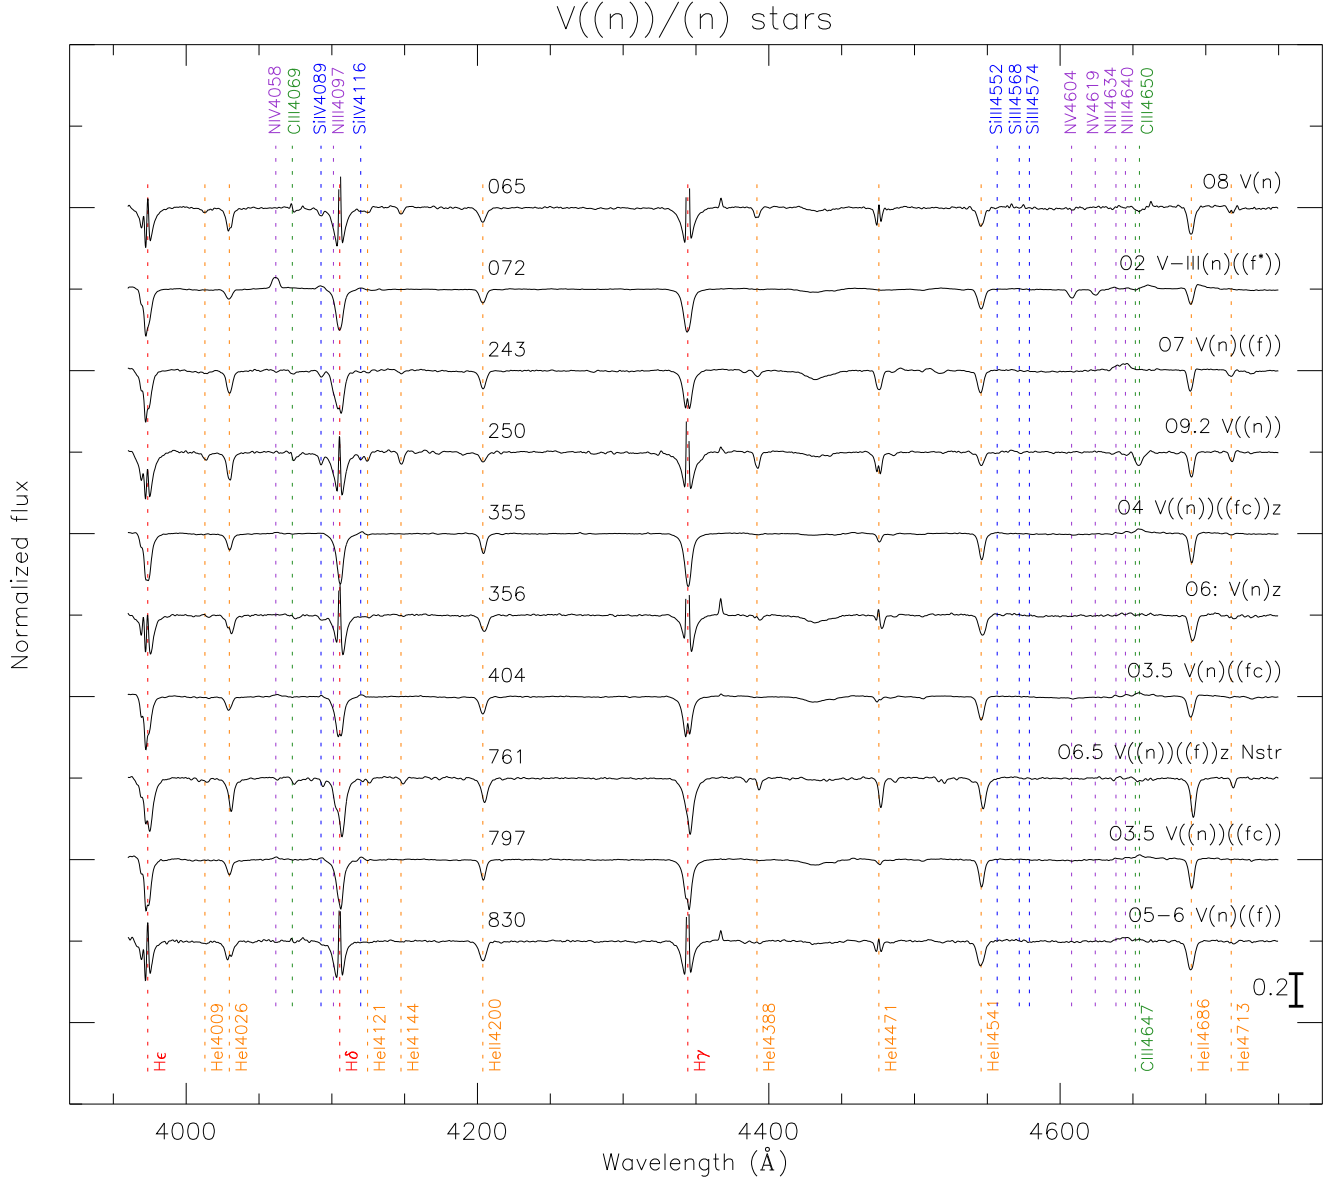 V((n))/(n) stars
NIV4058
CIII4069
SiIV4089
NIII4097
SiIV4116
SiIII4552
SiIII4568
SiIII4574
NV4604
NV4619
NIII4634
NIII4640
CIII4650
065
O8 V(n)
072
O2 V-III(n)((f*))
243
O7 V(n)((f))
250
O9.2 V((n))
355
O4 V((n))((fc))z
356
O6: V(n)z
404
O3.5 V(n)((fc))
761
O6.5 V((n))((f))z Nstr
797
O3.5 V((n))((fc))
830
O5-6 V(n)((f))
0.2
Hε
HeI4009
HeI4026
Hδ
HeI4121
HeI4144
HeII4200
Hγ
HeI4388
HeI4471
HeII4541
CIII4647
HeII4686
HeI4713
4000
4200
4400
4600
Wavelength (Å)
Normalized flux